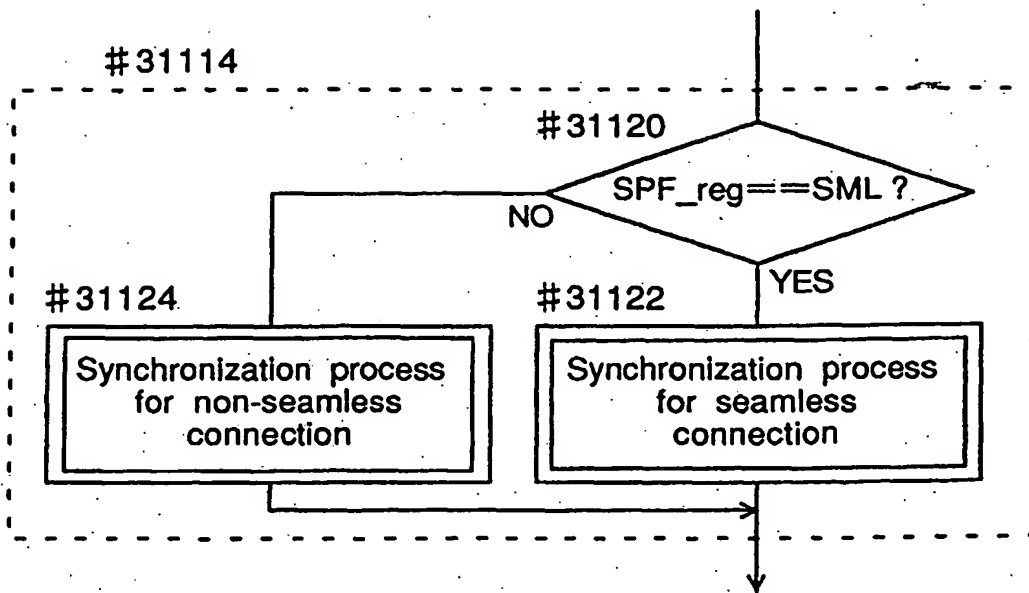 #31114
#31120
SPF_reg==SML ?
NO
YES
#31124
#31122
Synchronization process
for non-seamless
connection
Synchronization process
for seamless
connection